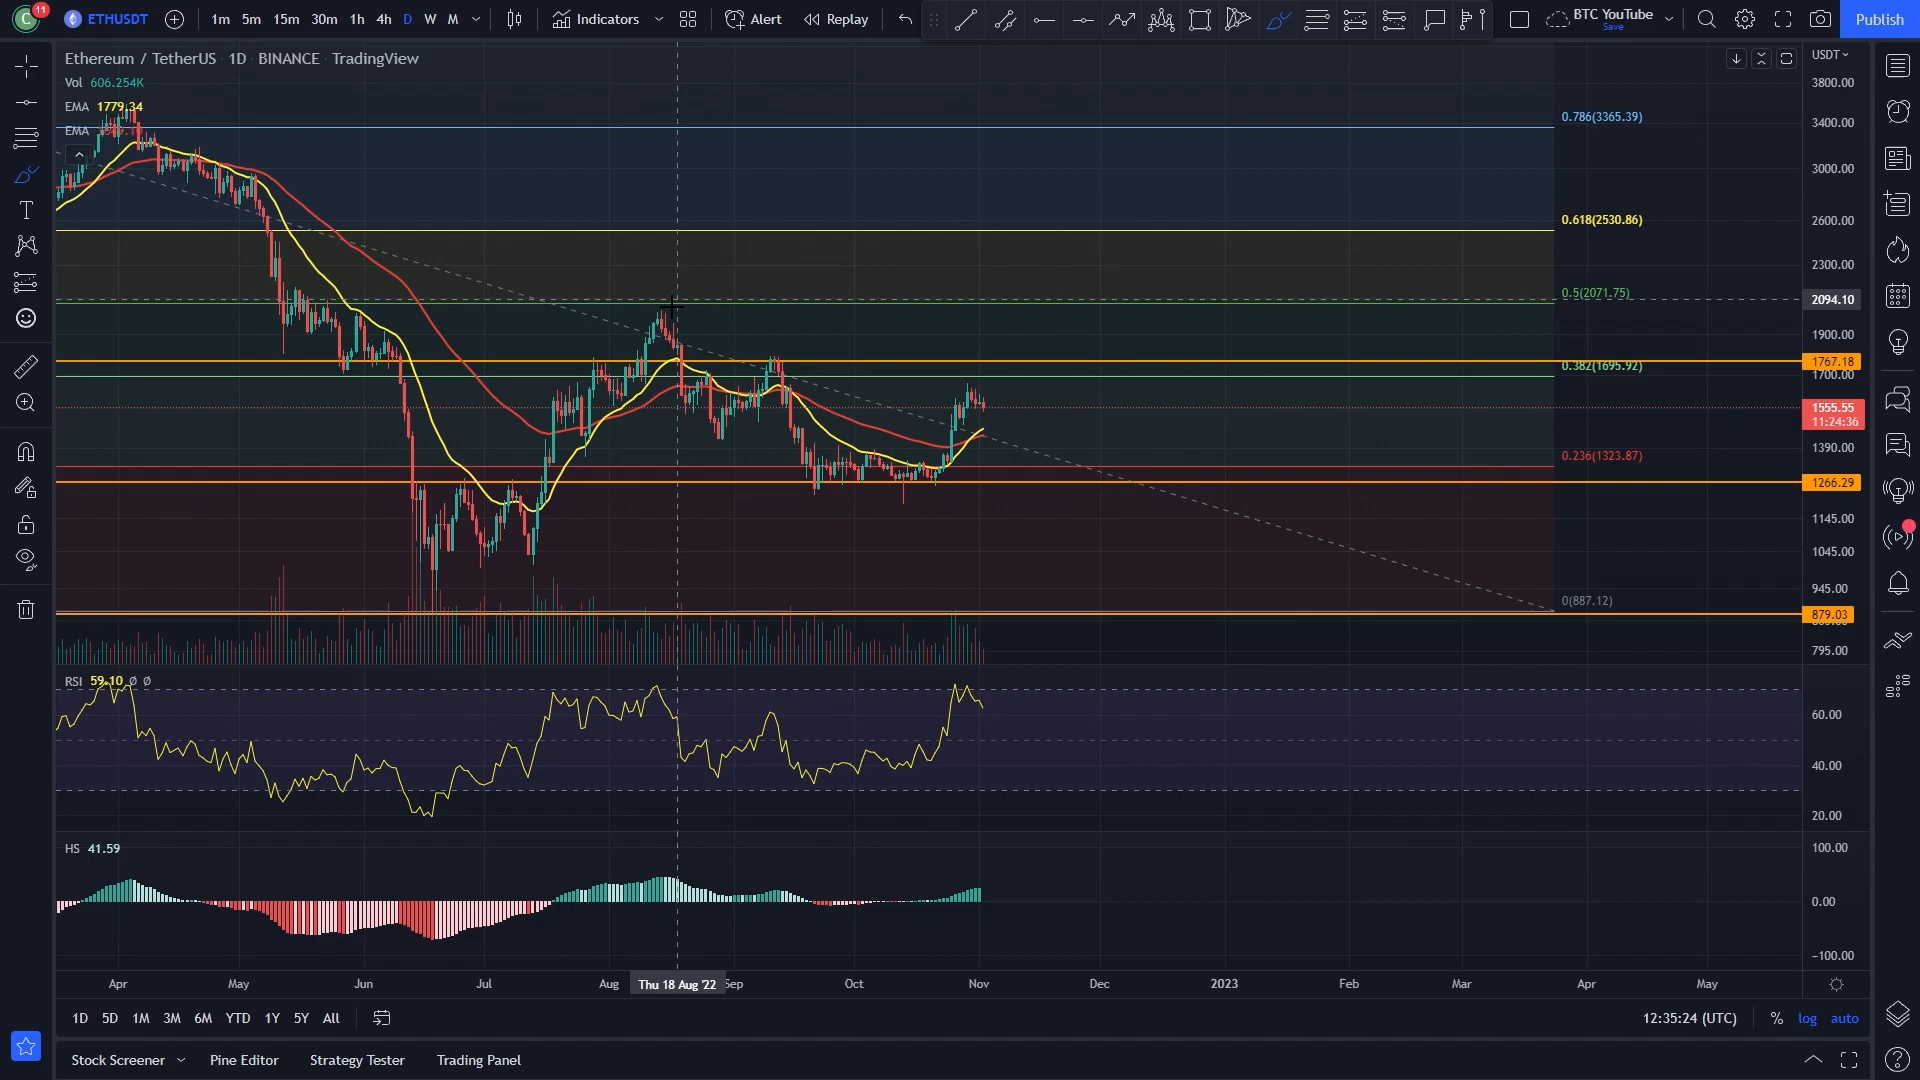 C 11 ETHUSDT 1m 5m 15m 30m 1h 4h D W M Indicators Alert Replay BTC YouTube Save Publish
Ethereum / TetherUS · 1D · BINANCE · TradingView
Vol 606.254K
EMA 1779.34
EMA
USDT
3800.00
3400.00
3000.00
2600.00
2300.00
2094.10
1900.00
1767.18
1700.00
1555.55
11:24:36
1390.00
1266.29
1145.00
1045.00
945.00
879.03
795.00
0.786(3365.39)
0.618(2530.86)
0.5(2071.75)
0.382(1695.92)
0.236(1323.87)
0(887.12)
RSI 59.10 Ø Ø
60.00
40.00
20.00
HS 41.59
100.00
0.00
−100.00
Apr May Jun Jul Aug Thu 18 Aug '22 Sep Oct Nov Dec 2023 Feb Mar Apr May
1D 5D 1M 3M 6M YTD 1Y 5Y All 12:35:24 (UTC) % log auto
Stock Screener Pine Editor Strategy Tester Trading Panel